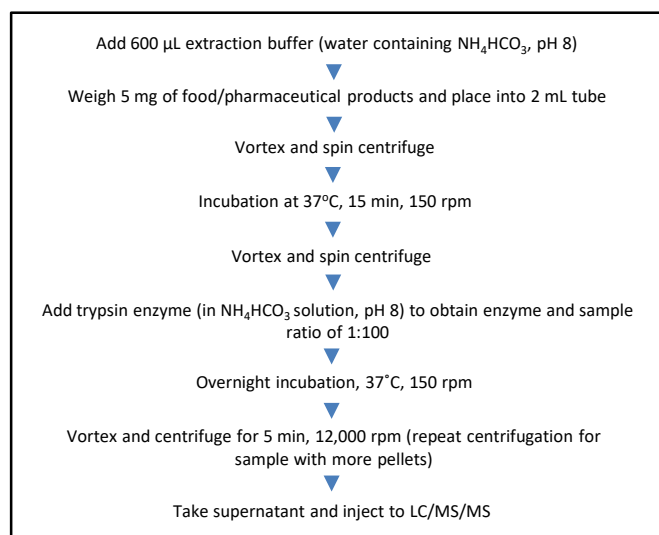 Add 600 µL extraction buffer (water containing NH₄HCO₃, pH 8)
Weigh 5 mg of food/pharmaceutical products and place into 2 mL tube
Vortex and spin centrifuge
Incubation at 37ºC, 15 min, 150 rpm
Vortex and spin centrifuge
Add trypsin enzyme (in NH₄HCO₃ solution, pH 8) to obtain enzyme and sample
ratio of 1:100
Overnight incubation, 37˚C, 150 rpm
Vortex and centrifuge for 5 min, 12,000 rpm (repeat centrifugation for
sample with more pellets)
Take supernatant and inject to LC/MS/MS